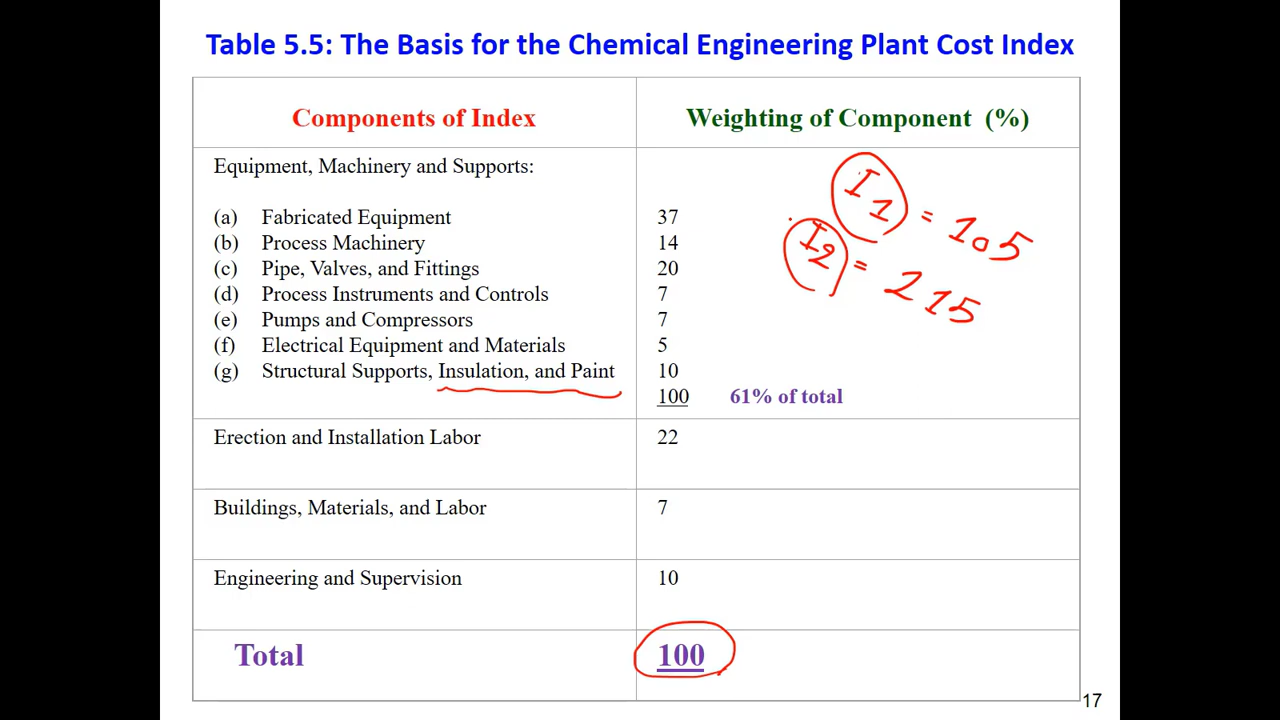 Table 5.5: The Basis for the Chemical Engineering Plant Cost Index
Components of Index Weighting of Component (%)
Equipment, Machinery and Supports:
(a) Fabricated Equipment 37
(b) Process Machinery 14
(c) Pipe, Valves, and Fittings 20
(d) Process Instruments and Controls 7
(e) Pumps and Compressors 7
(f) Electrical Equipment and Materials 5
(g) Structural Supports, Insulation, and Paint 10
100 61% of total
I1 = 105
I2 = 215
Erection and Installation Labor 22
Buildings, Materials, and Labor 7
Engineering and Supervision 10
Total 100
17